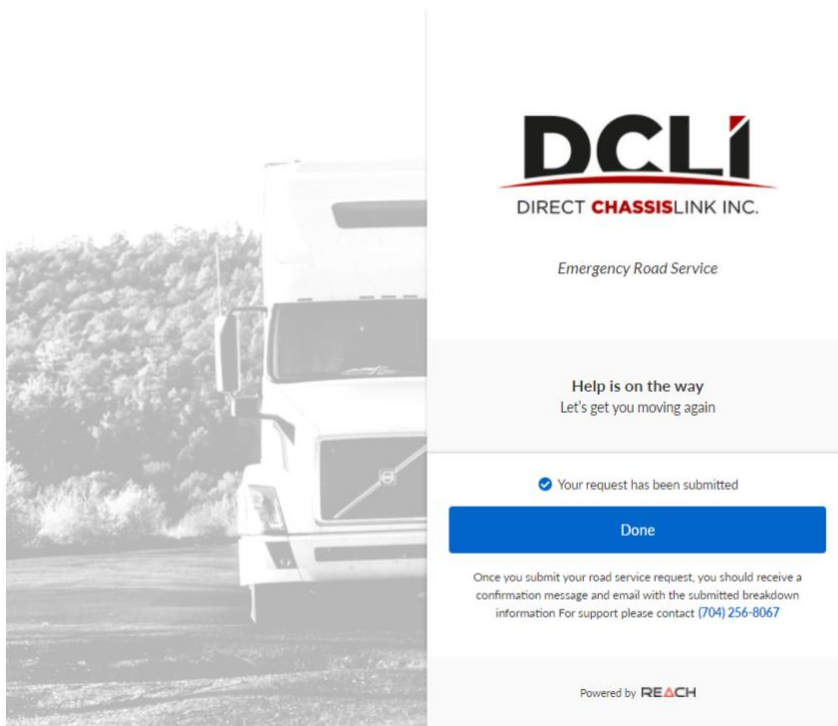 DCLI
DIRECT CHASSISLINK INC.
Emergency Road Service
Help is on the way
Let's get you moving again
Your request has been submitted
Done
Once you submit your road service request, you should receive a
confirmation message and email with the submitted breakdown
information For support please contact (704) 256-8067
Powered by REACH